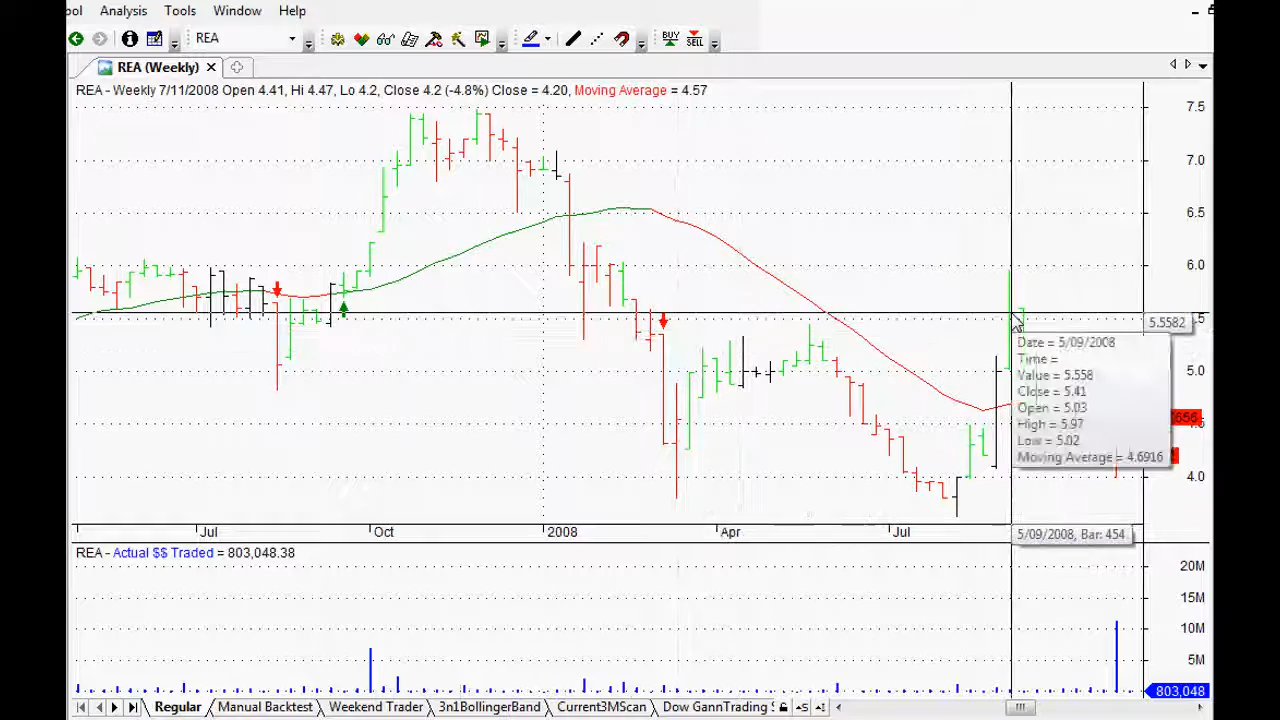 ol Analysis Tools Window Help
REA BUY SELL
REA (Weekly)
REA - Weekly 7/11/2008 Open 4.41, Hi 4.47, Lo 4.2, Close 4.2 (-4.8%) Close = 4.20, Moving Average = 4.57
7.5
7.0
6.5
6.0
5.5582
Date = 5/09/2008
Time =
Value = 5.558
Close = 5.41
Open = 5.03
High = 5.97
Low = 5.02
Moving Average = 4.6916
5.0
656
4.0
Jul Oct 2008 Apr Jul
5/09/2008, Bar: 454
REA - Actual $$ Traded = 803,048.38
20M
15M
10M
5M
803,048
Regular Manual Backtest Weekend Trader 3n1BollingerBand Current3MScan Dow GannTrading S